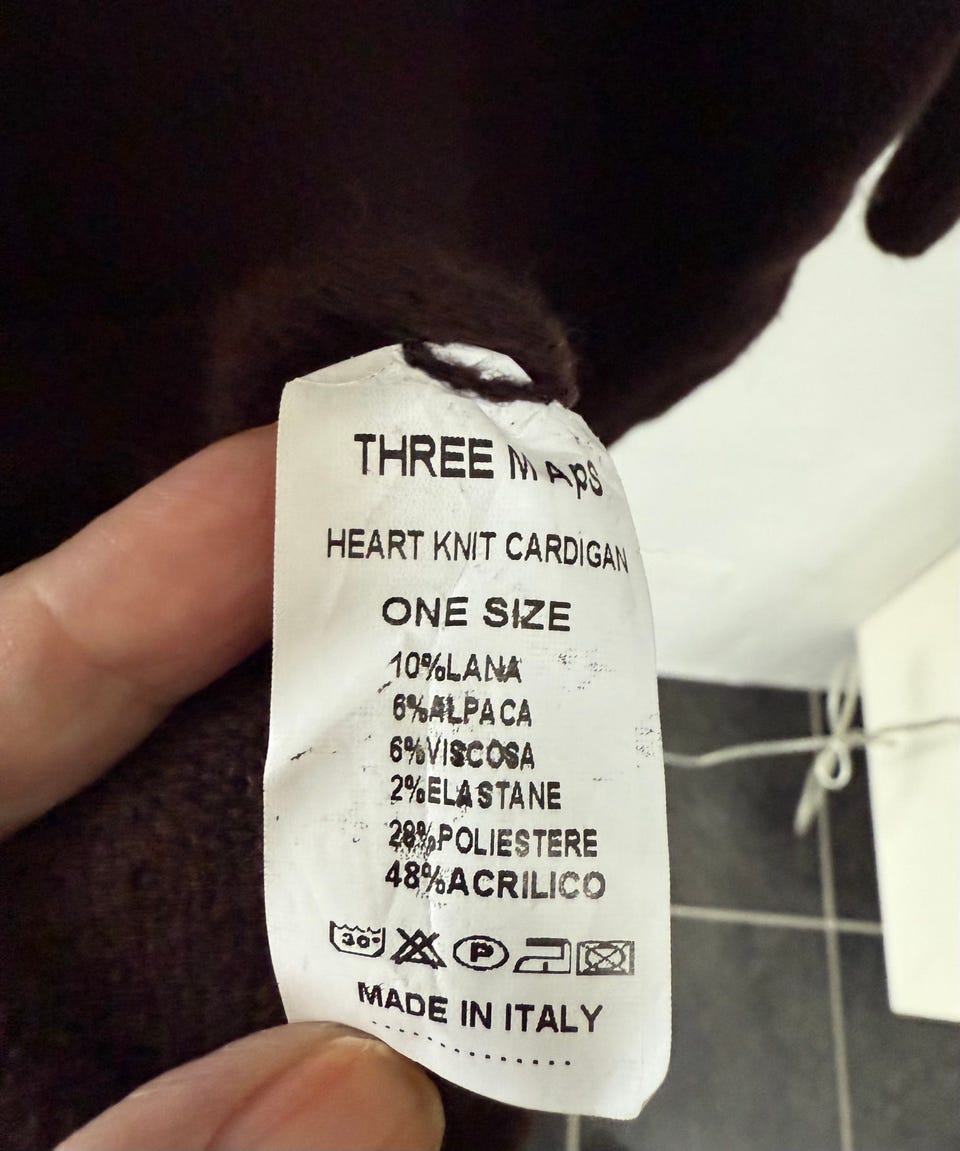 THREE MAps
HEART KNIT CARDIGAN
ONE SIZE
10%LANA
6%ALPACA
6%VISCOSA
2%ELASTANE
28%POLIESTERE
48%ACRILICO
30°
P
MADE IN ITALY